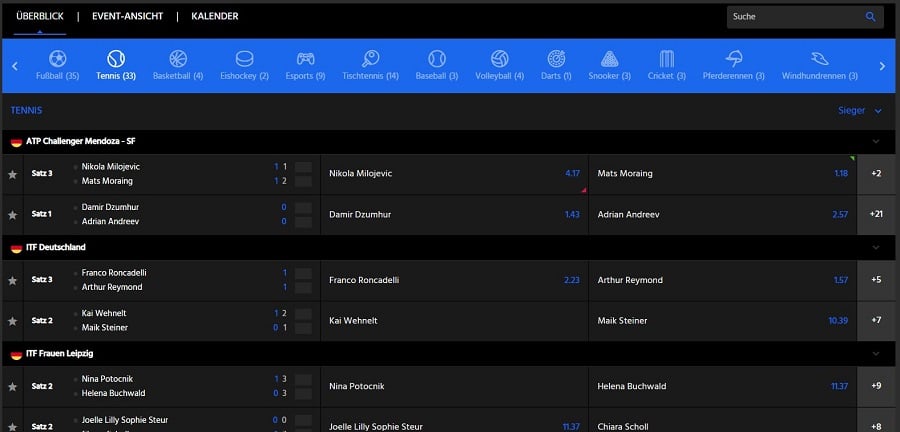 ÜBERBLICK | EVENT-ANSICHT | KALENDER Suche
Fußball (35) Tennis (33) Basketball (4) Eishockey (2) Esports (9) Tischtennis (14) Baseball (3) Volleyball (4) Darts (1) Snooker (3) Cricket (3) Pferderennen (3) Windhundrennen (3)
TENNIS Sieger
ATP Challenger Mendoza - SF
Satz 3 Nikola Milojevic 1 1 Nikola Milojevic 4.17 Mats Moraing 1.18 +2
Mats Moraing 1 2
Satz 1 Damir Dzumhur 0 Damir Dzumhur 1.43 Adrian Andreev 2.57 +21
Adrian Andreev 0
ITF Deutschland
Satz 3 Franco Roncadelli 1 Franco Roncadelli 2.23 Arthur Reymond 1.57 +5
Arthur Reymond 1
Satz 2 Kai Wehnelt 1 2 Kai Wehnelt Maik Steiner 10.39 +7
Maik Steiner 0 1
ITF Frauen Leipzig
Satz 2 Nina Potocnik 1 3 Nina Potocnik Helena Buchwald 11.37 +9
Helena Buchwald 0 3
Satz 2 Joelle Lilly Sophie Steur 0 0 Joelle Lilly Sophie Steur 11.37 Chiara Scholl +8